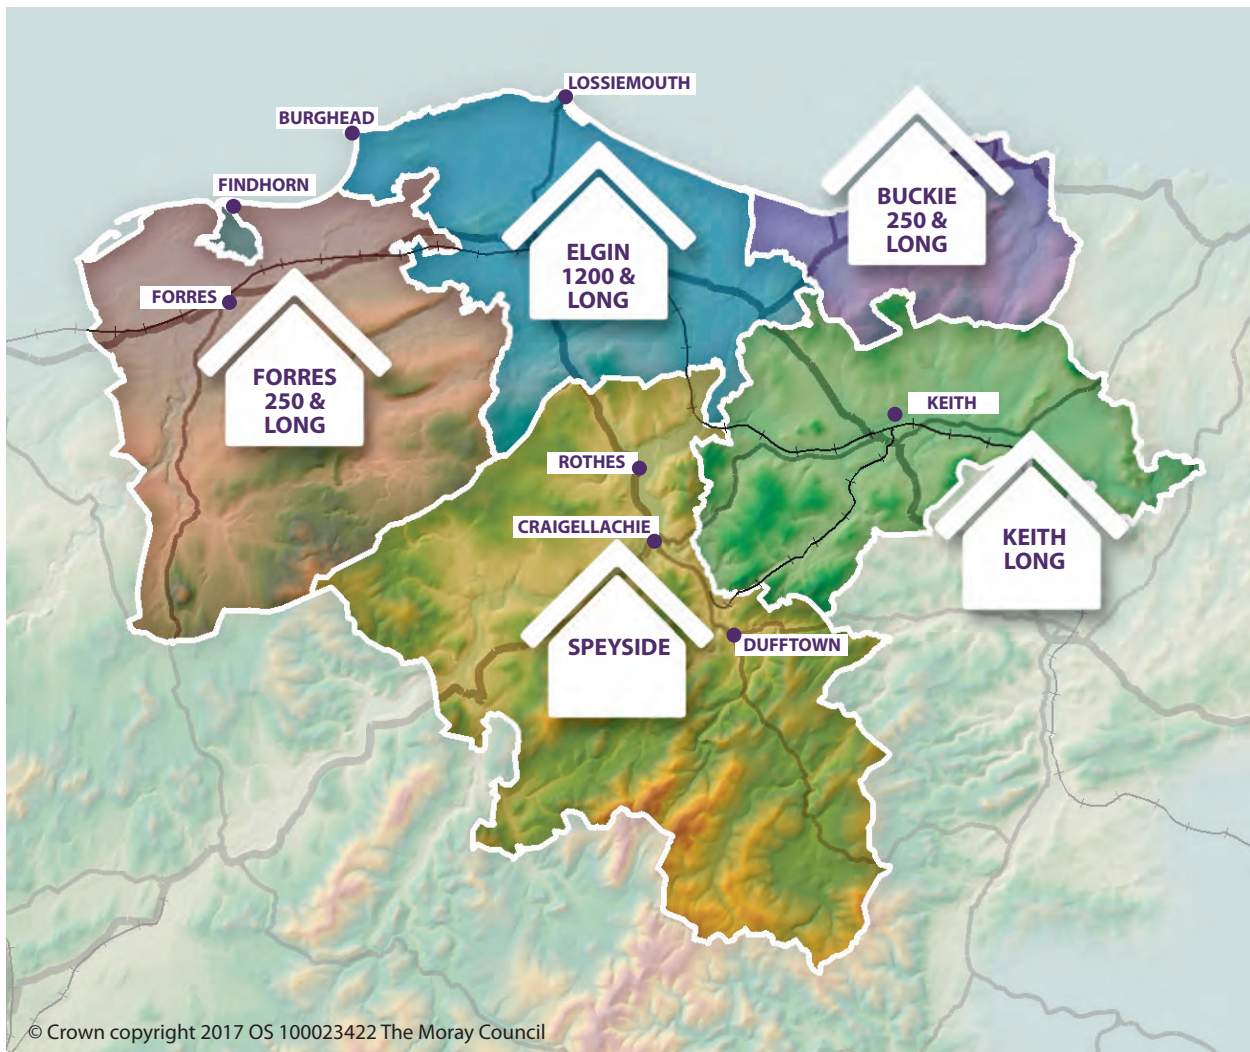 LOSSIEMOUTH
BURGHEAD
FINDHORN
BUCKIE
250 &
LONG
ELGIN
1200 &
LONG
FORRES
FORRES
250 &
LONG
KEITH
ROTHES
CRAIGELLACHIE
KEITH
LONG
SPEYSIDE
DUFFTOWN
© Crown copyright 2017 OS 100023422 The Moray Council